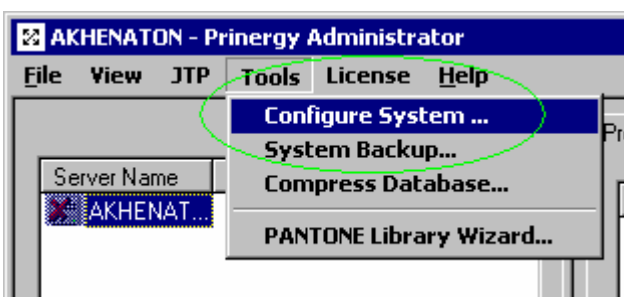 AKHENATON - Prinergy Administrator
File View JTP Tools License Help
Configure System ...
System Backup...
Compress Database...
PANTONE Library Wizard...
Server Name
AKHENAT...
Pr